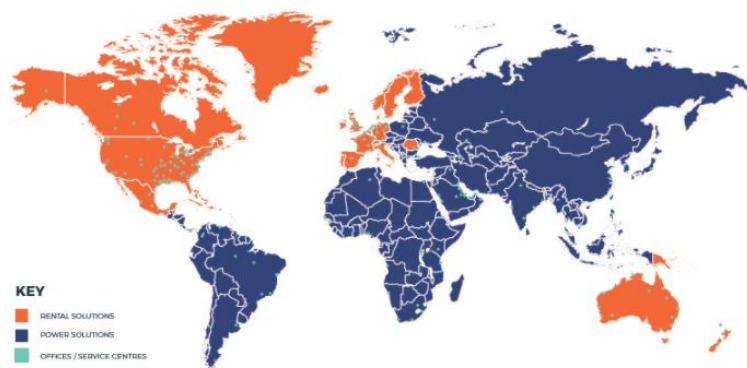 KEY
RENTAL SOLUTIONS
POWER SOLUTIONS
OFFICES / SERVICE CENTRES